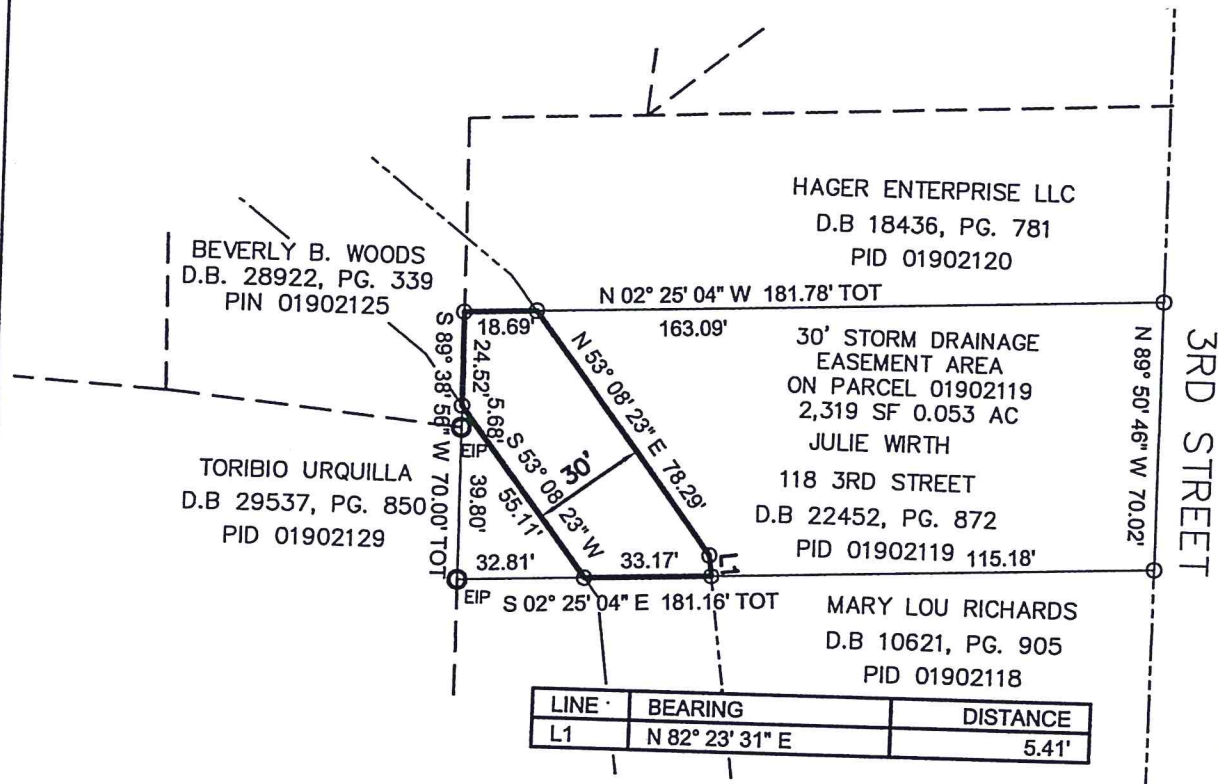 HAGER ENTERPRISE LLC
D.B 18436, PG. 781
PID 01902120
BEVERLY B. WOODS
D.B. 28922, PG. 339
PIN 01902125
N 02° 25' 04" W 181.78' TOT
18.69'
163.09'
S 89° 38' 56" W 70.00' TOT
24.52'
5.68'
39.80'
N 53° 08' 23" E 78.29'
S 53° 08' 23" W
55.11'
30'
30' STORM DRAINAGE
EASEMENT AREA
ON PARCEL 01902119
2,319 SF 0.053 AC
JULIE WIRTH
118 3RD STREET
D.B 22452, PG. 872
PID 01902119
115.18'
N 89° 50' 46" W 70.02'
3RD STREET
EIP
TORIBIO URQUILLA
D.B 29537, PG. 850
PID 01902129
32.81'
33.17'
L1
EIP
S 02° 25' 04" E 181.16' TOT
MARY LOU RICHARDS
D.B 10621, PG. 905
PID 01902118
LINE BEARING DISTANCE
L1 N 82° 23' 31" E 5.41'